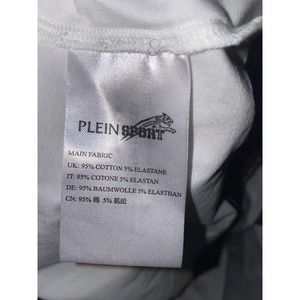 PLEIN SPORT
MAIN FABRIC
UK: 95% COTTON 5% ELASTANE
IT: 95% COTONE 5% ELASTAN
DE: 95% BAUMWOLLE 5% ELASTHAN
CN: 95% 棉 5% 氨纶